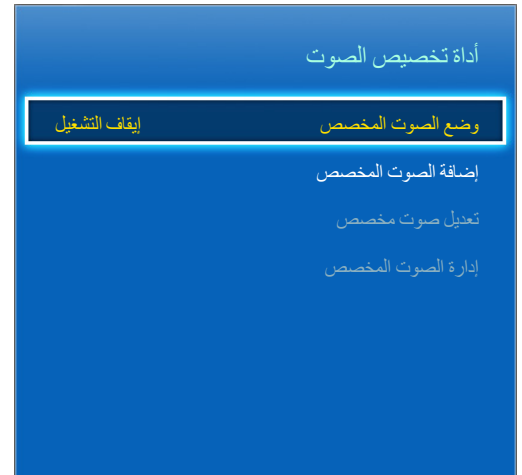 أداة تخصيص الصوت
وضع الصوت المخصص إيقاف التشغيل
إضافة الصوت المخصص
تعديل صوت مخصص
إدارة الصوت المخصص